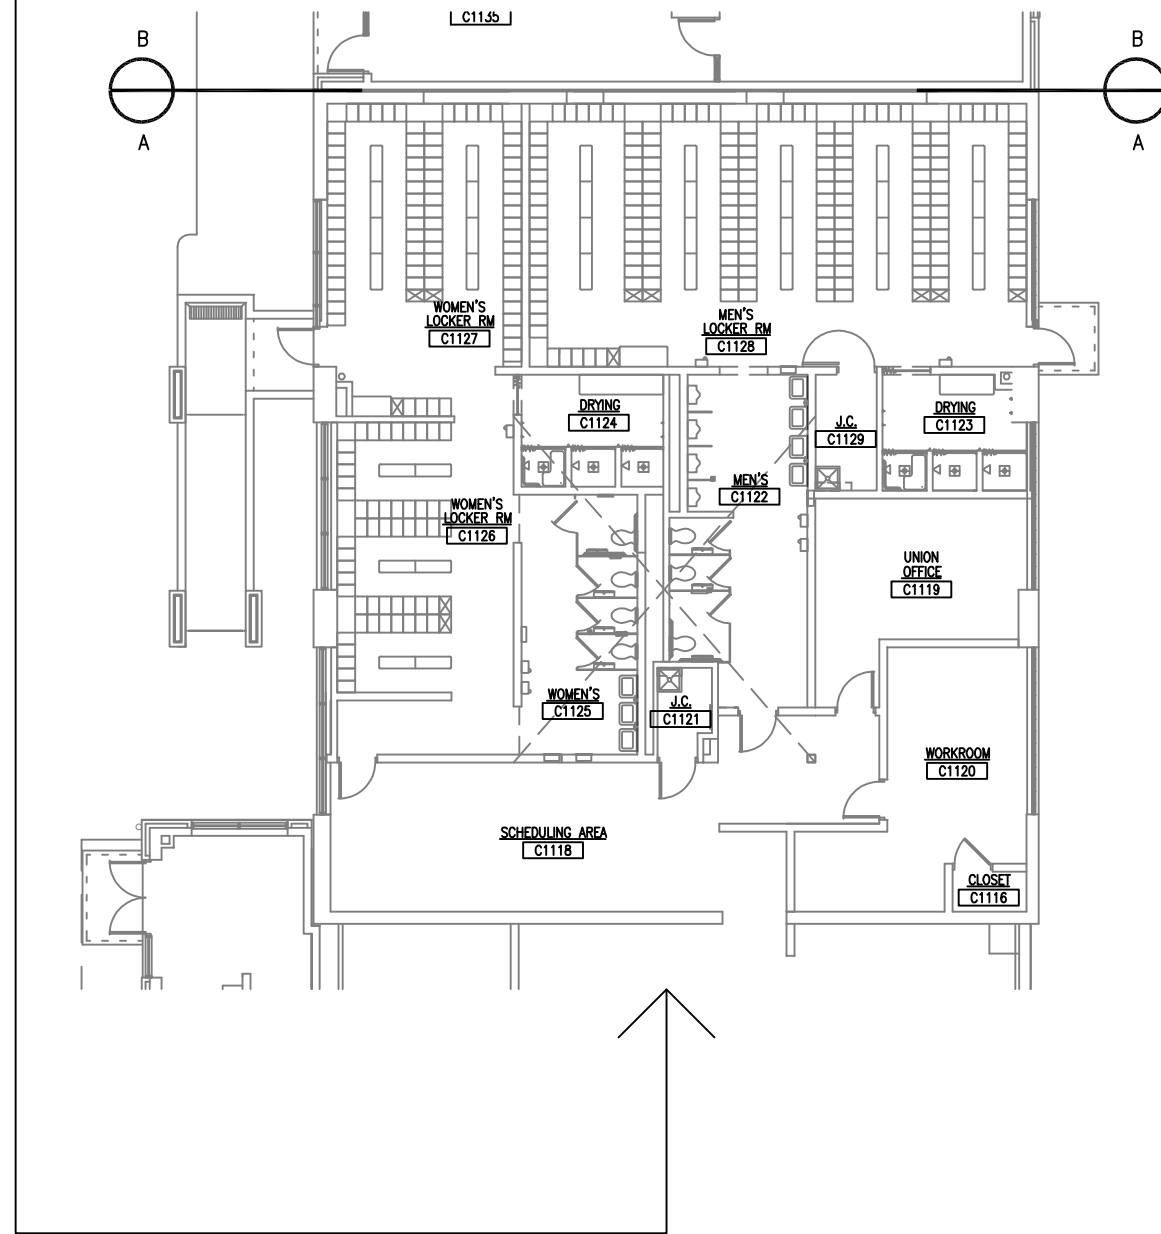 C1135
B
B
A
A
WOMEN'S
LOCKER RM
C1127
MEN'S
LOCKER RM
C1128
DRYING
C1124
J.C.
C1129
DRYING
C1123
MEN'S
C1122
WOMEN'S
LOCKER RM
C1126
UNION
OFFICE
C1119
WOMEN'S
C1125
J.C.
C1121
WORKROOM
C1120
SCHEDULING AREA
C1118
CLOSET
C1116